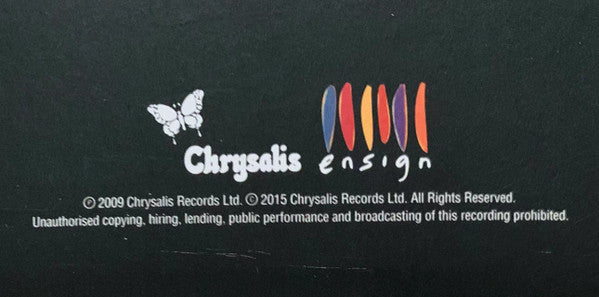 Chrysalis ensign
℗ 2009 Chrysalis Records Ltd. © 2015 Chrysalis Records Ltd. All Rights Reserved.
Unauthorised copying, hiring, lending, public performance and broadcasting of this recording prohibited.